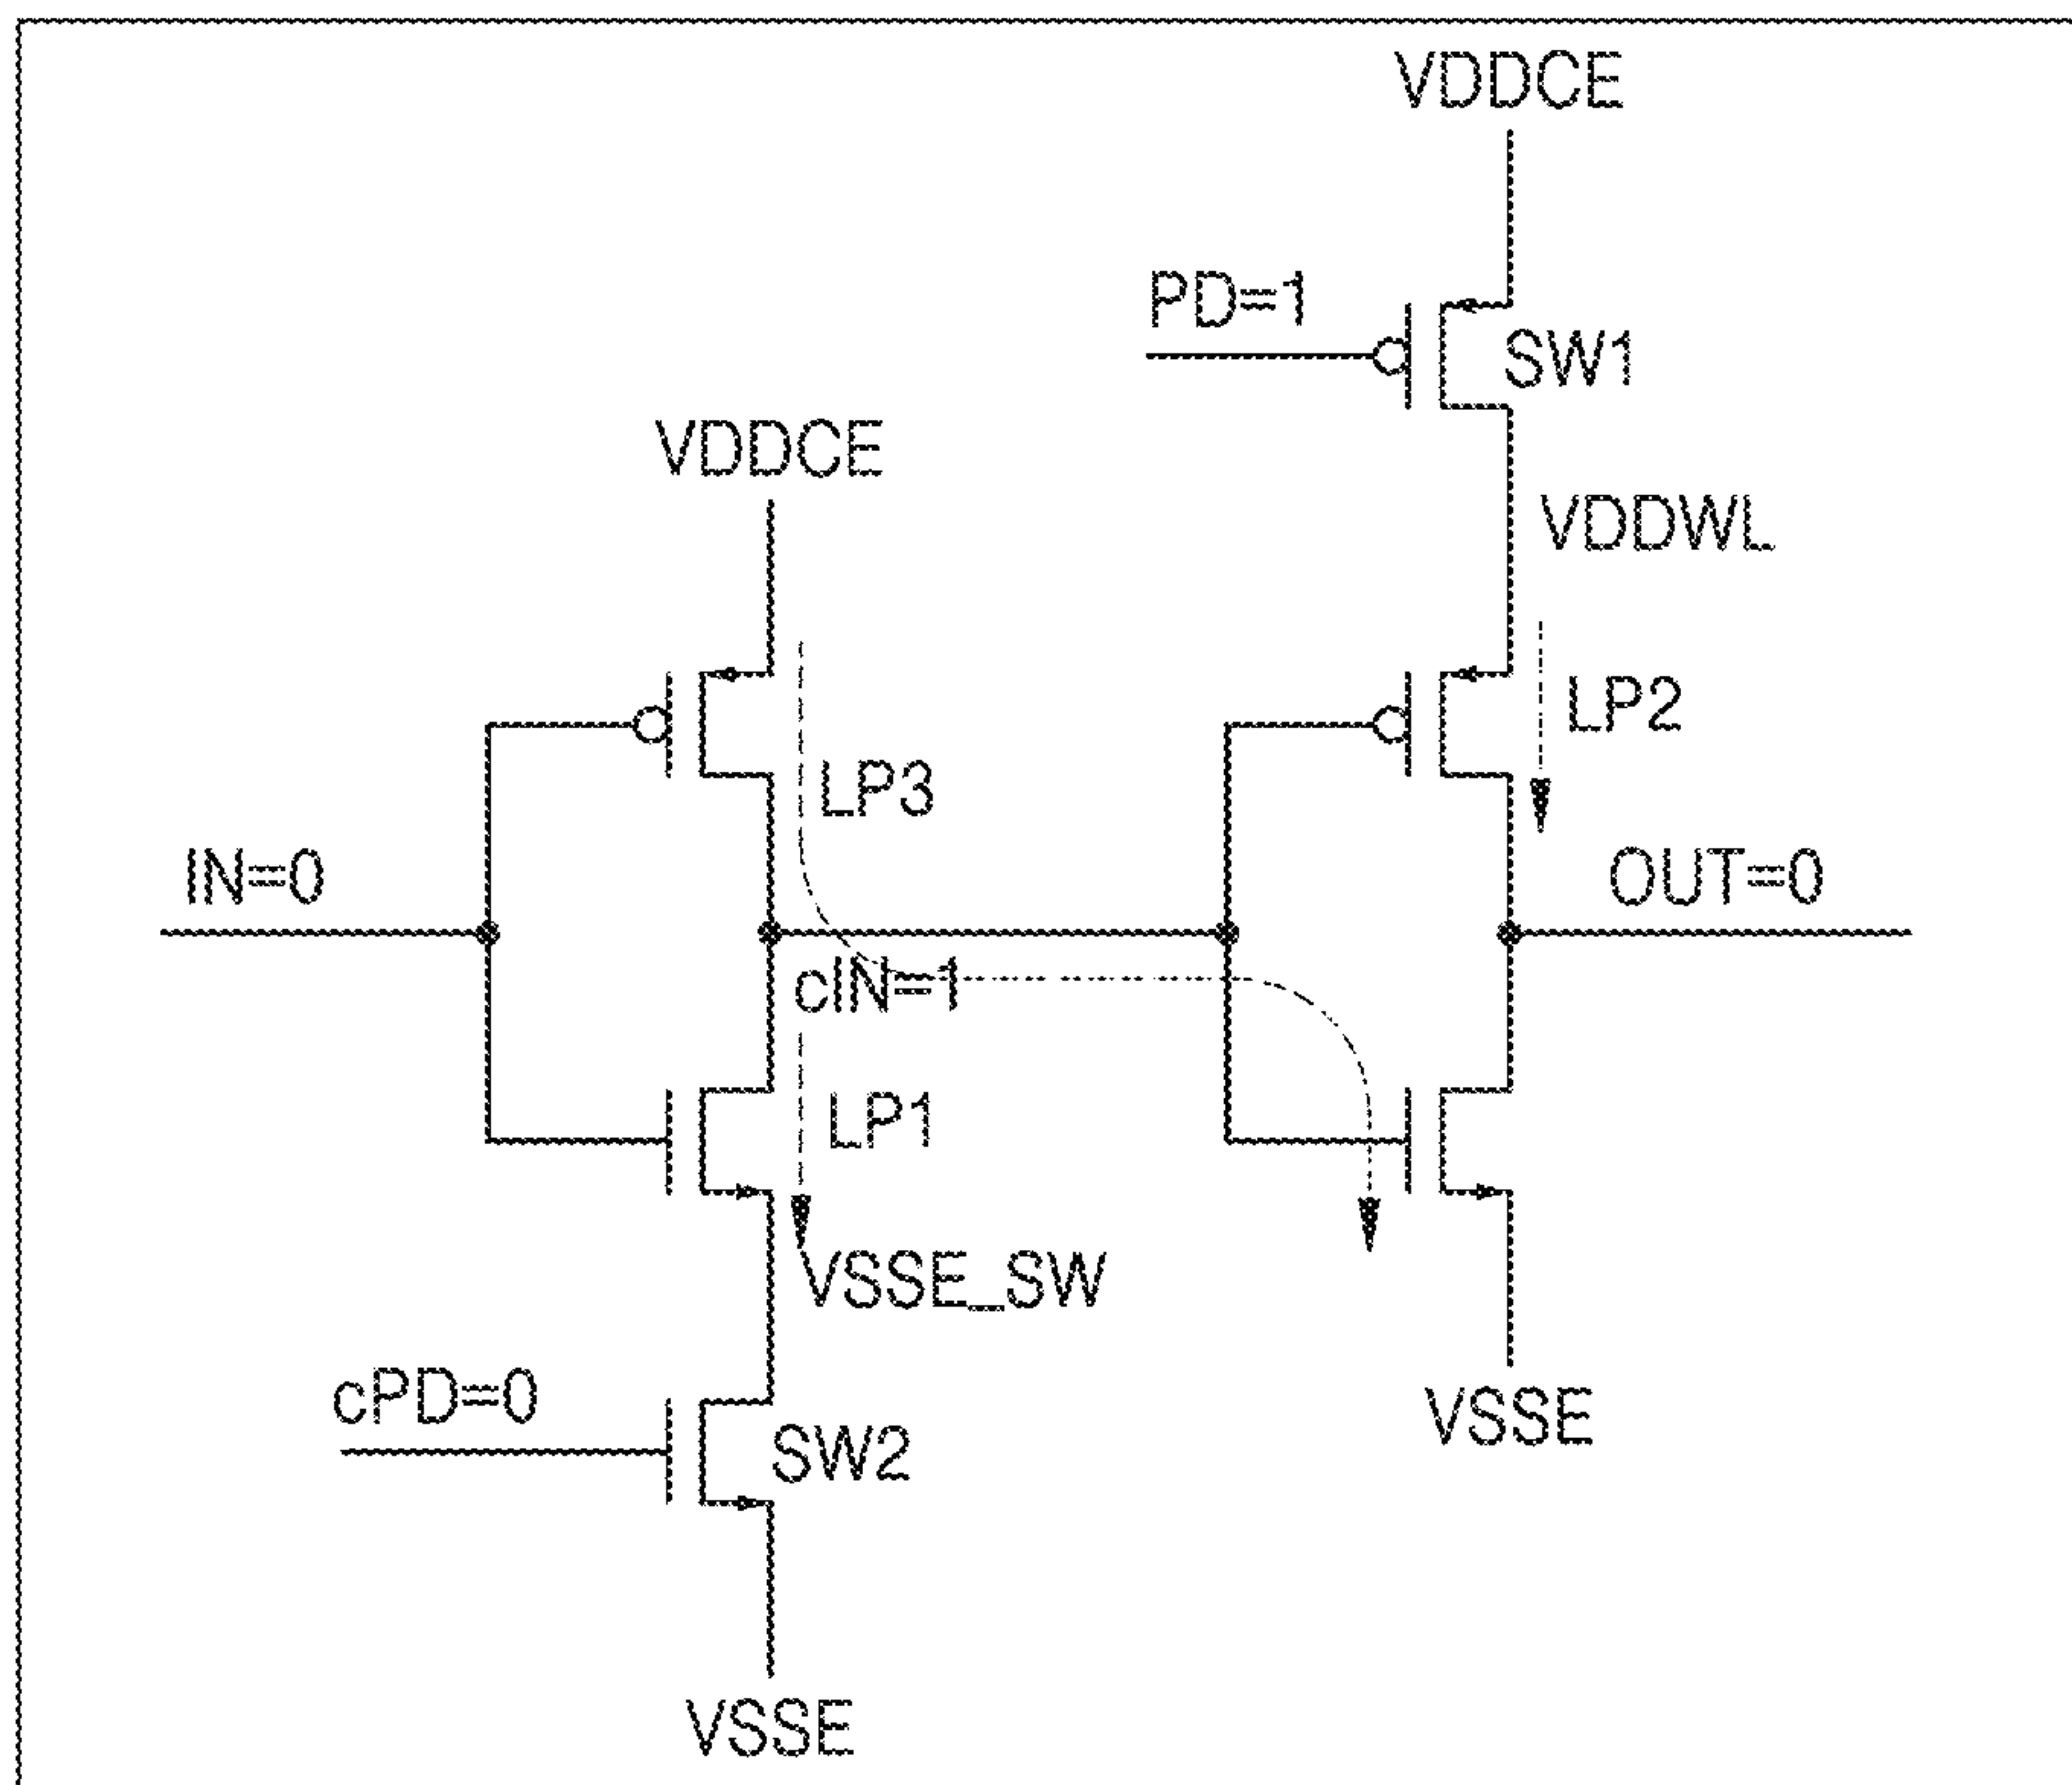 VDDCE
PD=1
SW1
VDDCE
VDDWL
LP2
LP3
IN=0
OUT=0
cIN=1
LP1
VSSE_SW
cPD=0
VSSE
SW2
VSSE